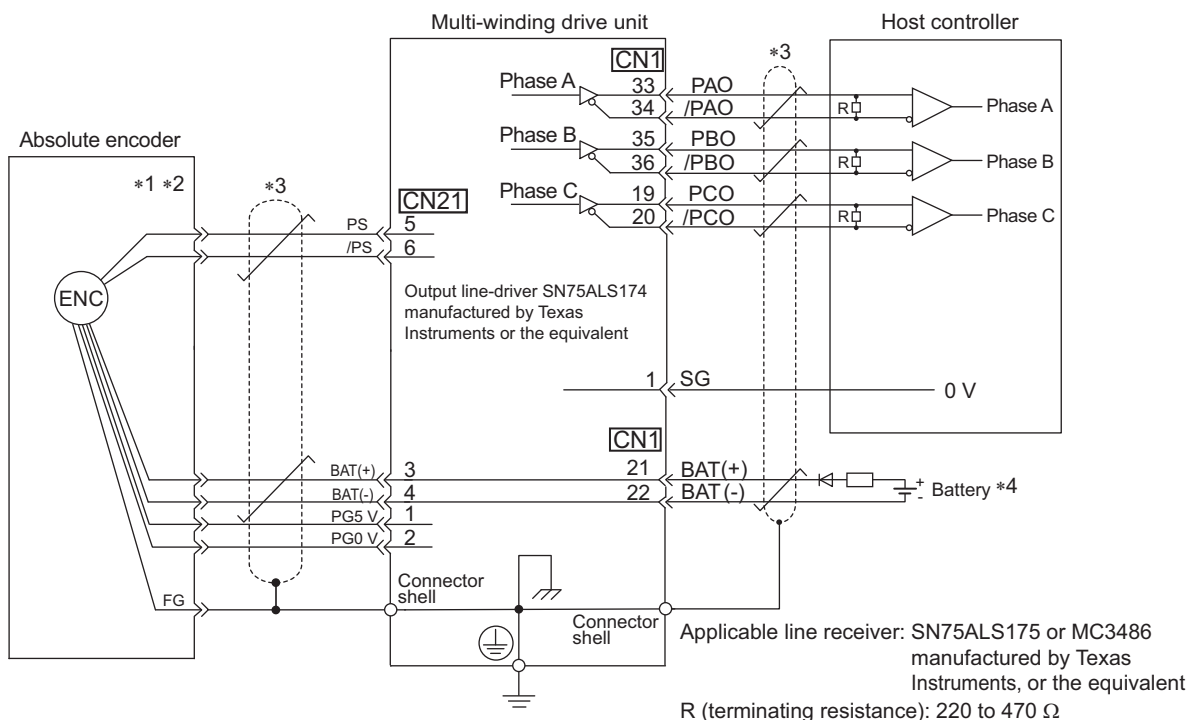 Multi-winding drive unit
Host controller
CN1
*3
Phase A
33
PAO
34
/PAO
R
Phase A
Phase B
35
PBO
36
/PBO
R
Phase B
Phase C
19
PCO
20
/PCO
R
Phase C
Absolute encoder
*1 *2
*3
CN21
PS
5
/PS
6
ENC
Output line-driver SN75ALS174
manufactured by Texas
Instruments or the equivalent
1
SG
0 V
CN1
BAT(+)
3
21
BAT(+)
BAT(-)
4
22
BAT (-)
+
-
Battery *4
PG5 V
1
PG0 V
2
FG
Connector
shell
Connector
shell
Applicable line receiver: SN75ALS175 or MC3486
manufactured by Texas
Instruments, or the equivalent
R (terminating resistance): 220 to 470 Ω